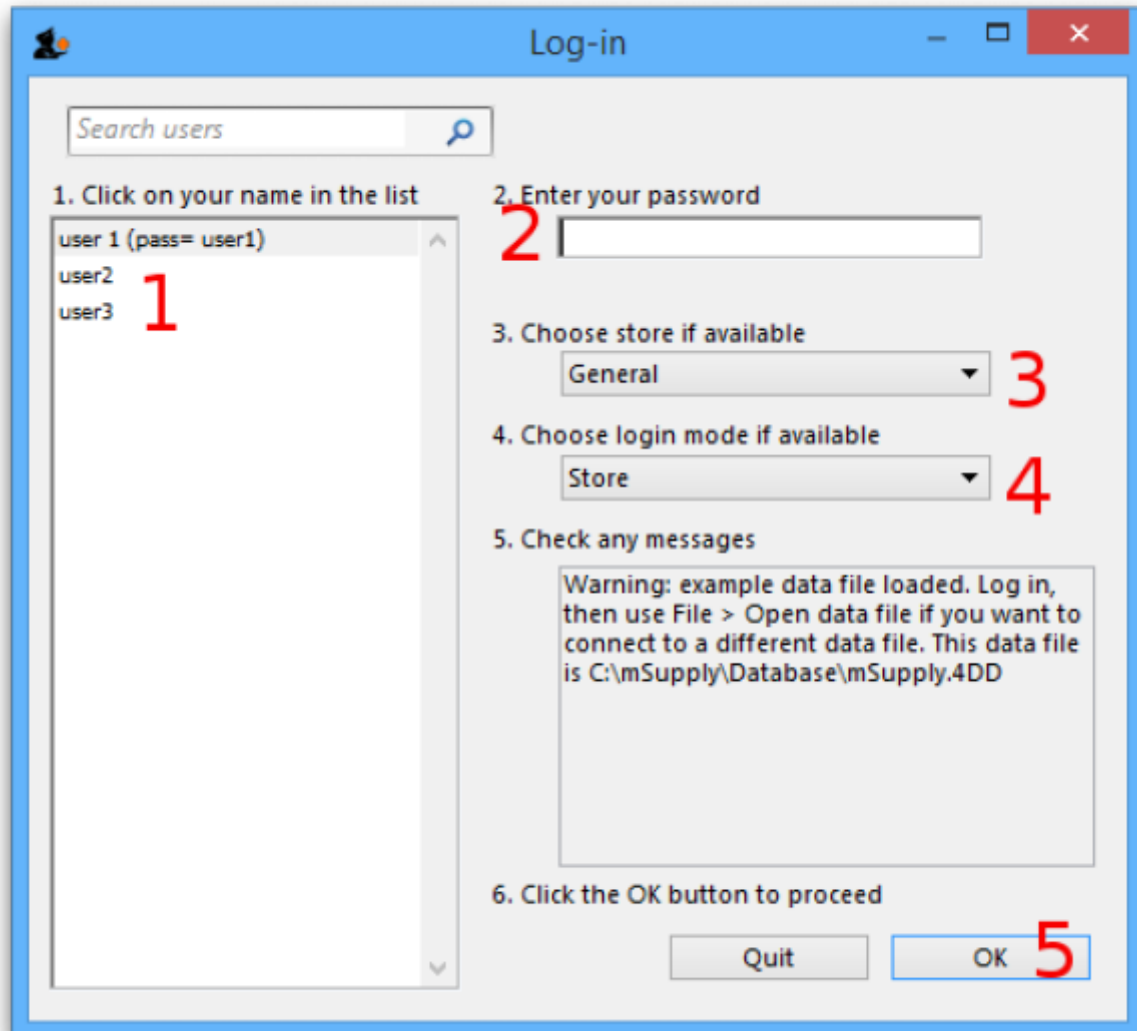 Log-in
Search users
1. Click on your name in the list
user 1 (pass= user1)
user2
user3
1
2. Enter your password
2
3. Choose store if available
General
3
4. Choose login mode if available
Store
4
5. Check any messages
Warning: example data file loaded. Log in,
then use File > Open data file if you want to
connect to a different data file. This data file
is C:\mSupply\Database\mSupply.4DD
6. Click the OK button to proceed
Quit
OK
5